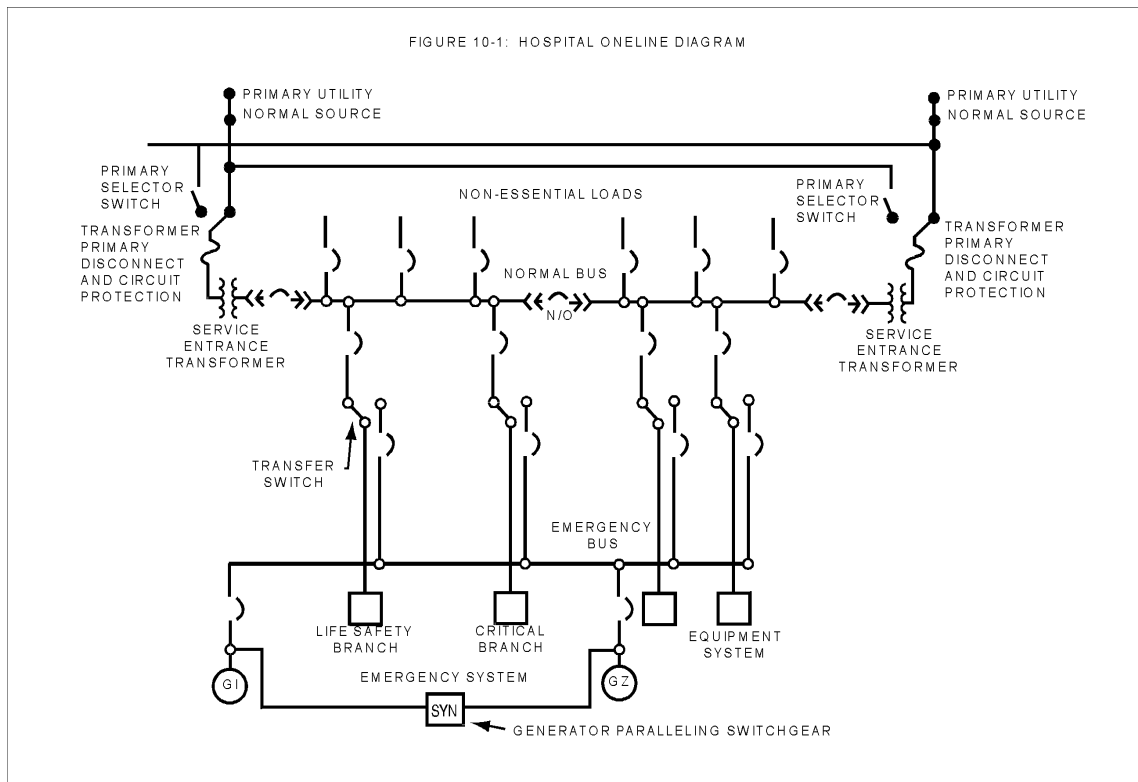 FIGURE 10-1: HOSPITAL ONELINE DIAGRAM
PRIMARY UTILITY
NORMAL SOURCE
PRIMARY UTILITY
NORMAL SOURCE
PRIMARY
SELECTOR
SWITCH
NON-ESSENTIAL LOADS
PRIMARY
SELECTOR
SWITCH
TRANSFORMER
PRIMARY
DISCONNECT
AND CIRCUIT
PROTECTION
TRANSFORMER
PRIMARY
DISCONNECT
AND CIRCUIT
PROTECTION
NORMAL BUS
N/O
SERVICE
ENTRANCE
TRANSFORMER
SERVICE
ENTRANCE
TRANSFORMER
TRANSFER
SWITCH
EMERGENCY
BUS
LIFE SAFETY
BRANCH
CRITICAL
BRANCH
EQUIPMENT
SYSTEM
EMERGENCY SYSTEM
GI
GZ
SYN
GENERATOR PARALLELING SWITCHGEAR